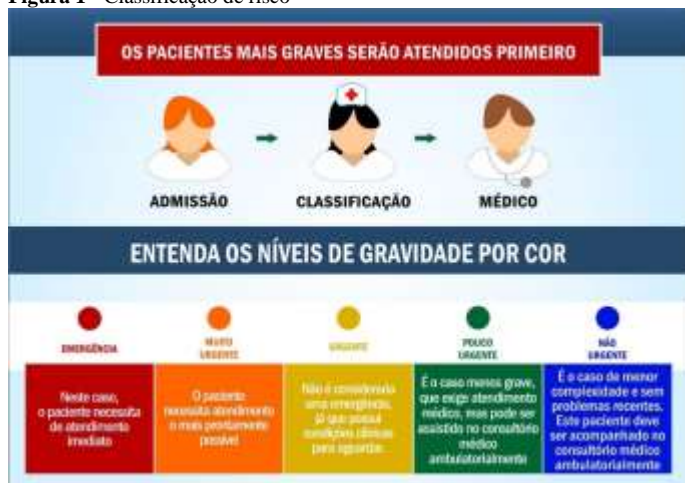 Figura 1 - Classificação de risco
OS PACIENTES MAIS GRAVES SERÃO ATENDIDOS PRIMEIRO
ADMISSÃO
CLASSIFICAÇÃO
MÉDICO
ENTENDA OS NÍVEIS DE GRAVIDADE POR COR
EMERGÊNCIA
Neste caso,
o paciente necessita
de atendimento
imediato
MUITO
URGENTE
O paciente
necessita atendimento
o mais prontamente
possível
URGENTE
Não é considerada
uma emergência,
já que possui
condições clínicas
para aguardar
POUCO
URGENTE
É o caso menos grave,
que exige atendimento
médico, mas pode ser
assistido no consultório
médico
ambulatorialmente
NÃO
URGENTE
É o caso de menor
complexidade e sem
problemas recentes.
Este paciente deve
ser acompanhado no
consultório médico
ambulatorialmente